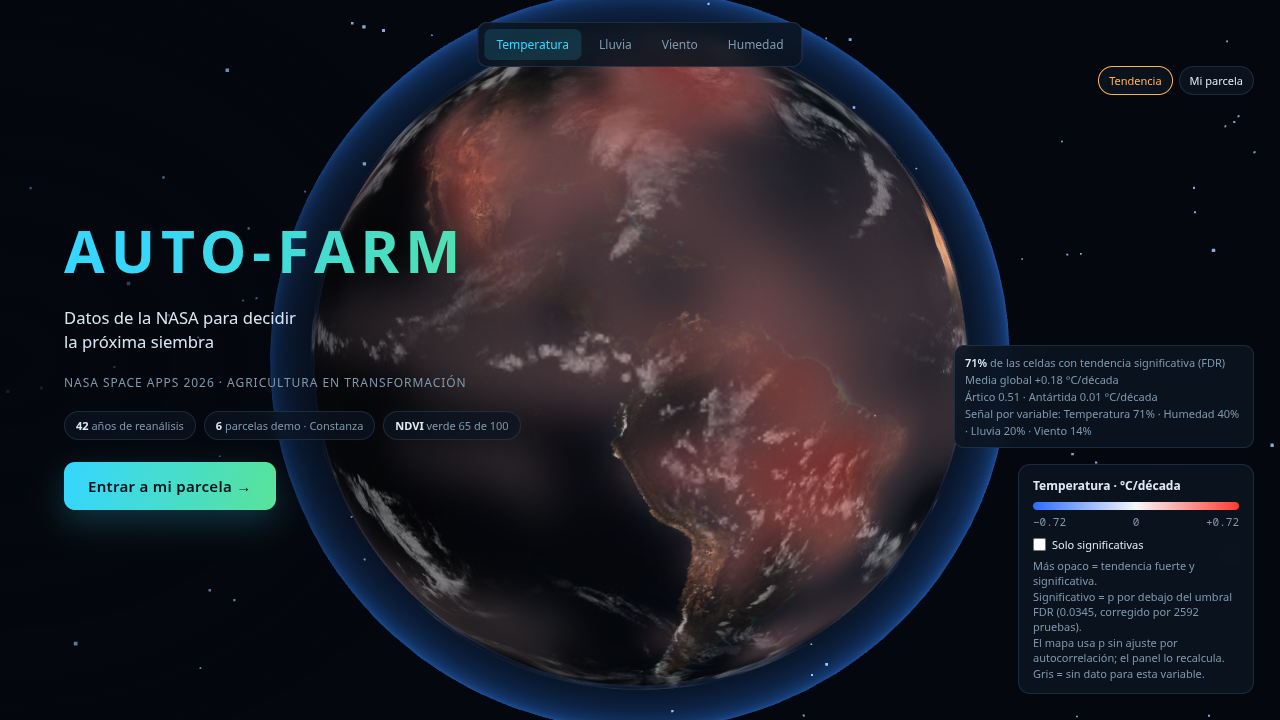 Temperatura
Lluvia
Viento
Humedad
Tendencia
Mi parcela
AUTO-FARM
Datos de la NASA para decidir
la próxima siembra
NASA SPACE APPS 2026 · AGRICULTURA EN TRANSFORMACIÓN
42 años de reanálisis
6 parcelas demo · Constanza
NDVI verde 65 de 100
Entrar a mi parcela →
71% de las celdas con tendencia significativa (FDR)
Media global +0.18 °C/década
Ártico 0.51 · Antártida 0.01 °C/década
Señal por variable: Temperatura 71% · Humedad 40%
· Lluvia 20% · Viento 14%
Temperatura · °C/década
−0.72
0
+0.72
Solo significativas
Más opaco = tendencia fuerte y
significativa.
Significativo = p por debajo del umbral
FDR (0.0345, corregido por 2592
pruebas).
El mapa usa p sin ajuste por
autocorrelación; el panel lo recalcula.
Gris = sin dato para esta variable.